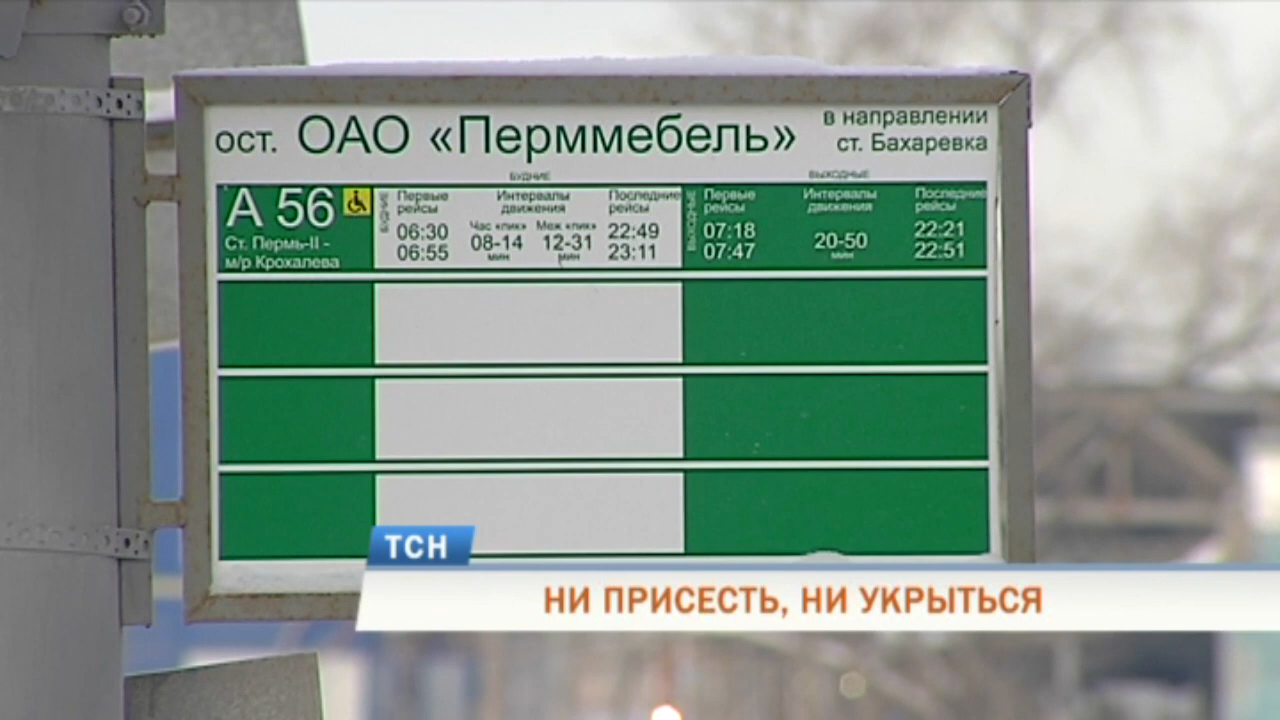 ост. ОАО «Перммебель»
в направлении
ст. Бахаревка
БУДНИЕ
ВЫХОДНЫЕ
А 56
Ст. Пермь-II -
м/р Крохалева
БУДНИЕ
Первые
рейсы
06:30
06:55
Интервалы
движения
Час «пик»
08-14
мин
Меж «пик»
12-31
мин
Последние
рейсы
22:49
23:11
ВЫХОДНЫЕ
Первые
рейсы
07:18
07:47
Интервалы
движения
20-50
мин
Последние
рейсы
22:21
22:51
ТСН
НИ ПРИСЕСТЬ, НИ УКРЫТЬСЯ